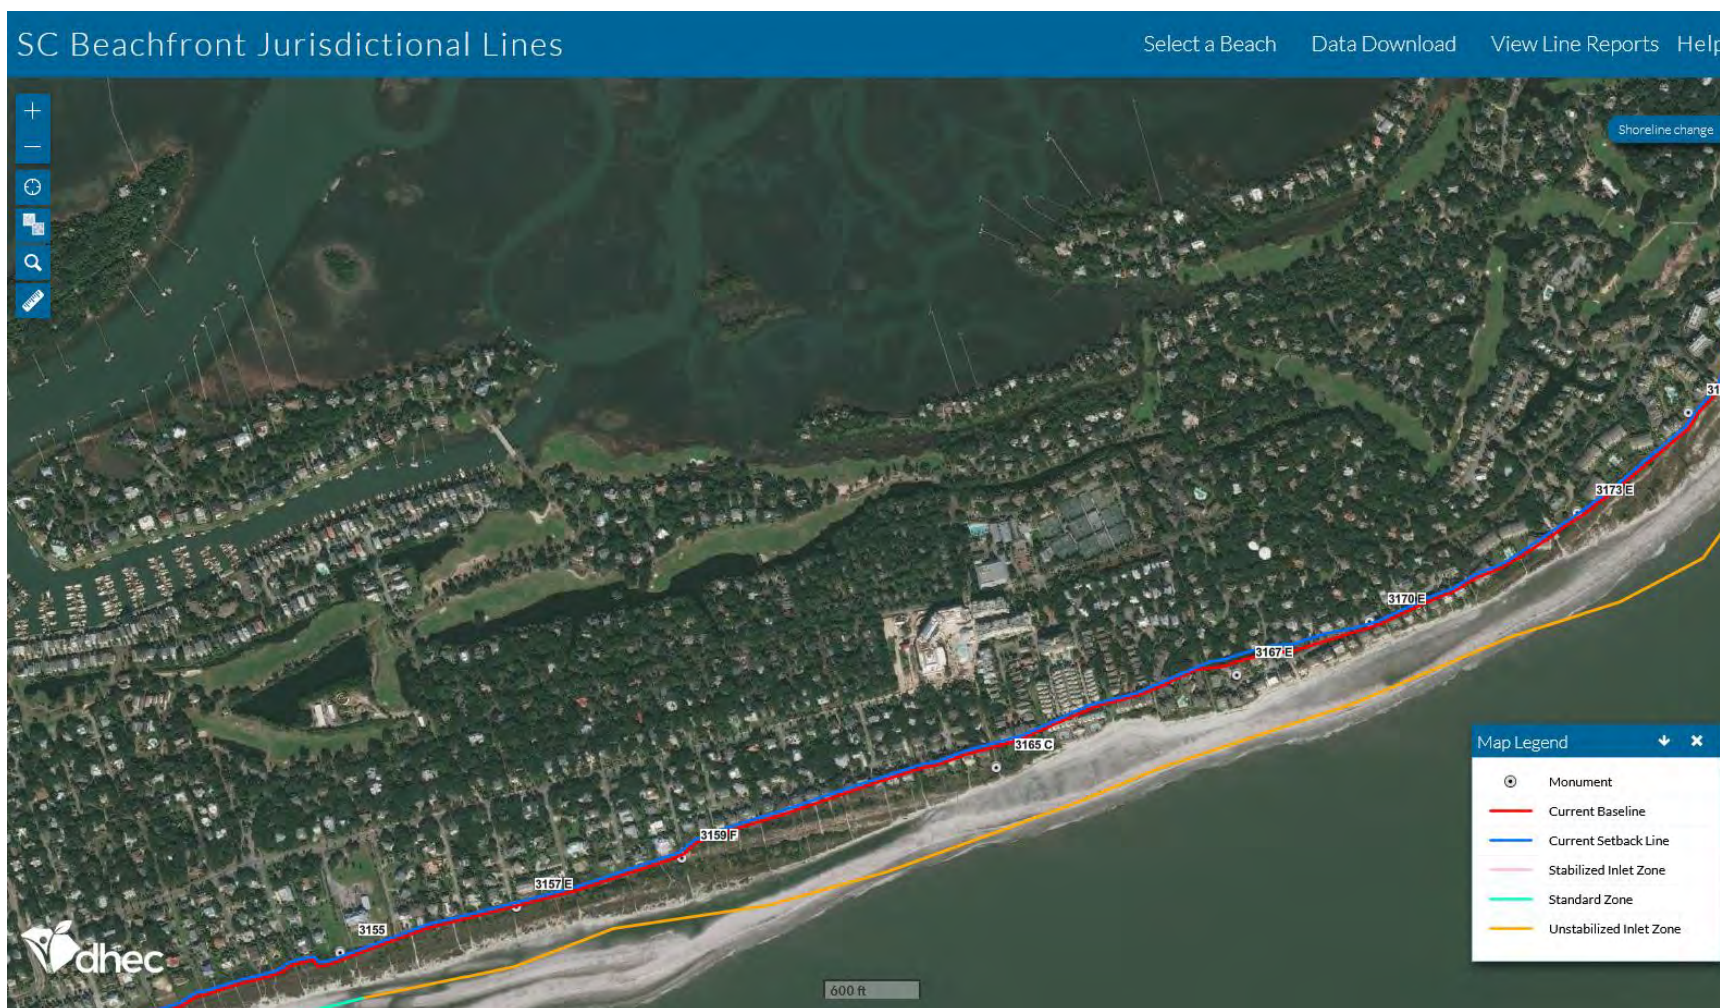 SC Beachfront Jurisdictional Lines
Select a Beach Data Download View Line Reports Help
Shoreline change
31
3173 E
3170 E
3167 E
3165 C
3159 F
3157 E
3155
Map Legend
Monument
Current Baseline
Current Setback Line
Stabilized Inlet Zone
Standard Zone
Unstabilized Inlet Zone
dhec
600 ft